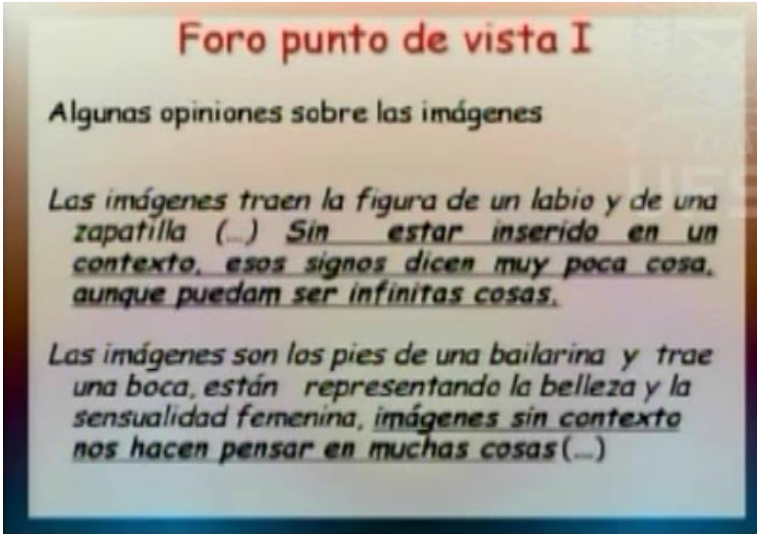 Foro punto de vista I
Algunas opiniones sobre las imágenes
Las imágenes traen la figura de un labio y de una
zapatilla (...) Sin estar inserido en un
contexto, esos signos dicen muy poca cosa,
aunque puedam ser infinitas cosas.
Las imágenes son los pies de una bailarina y trae
una boca, están representando la belleza y la
sensualidad femenina, imágenes sin contexto
nos hacen pensar en muchas cosas (...)